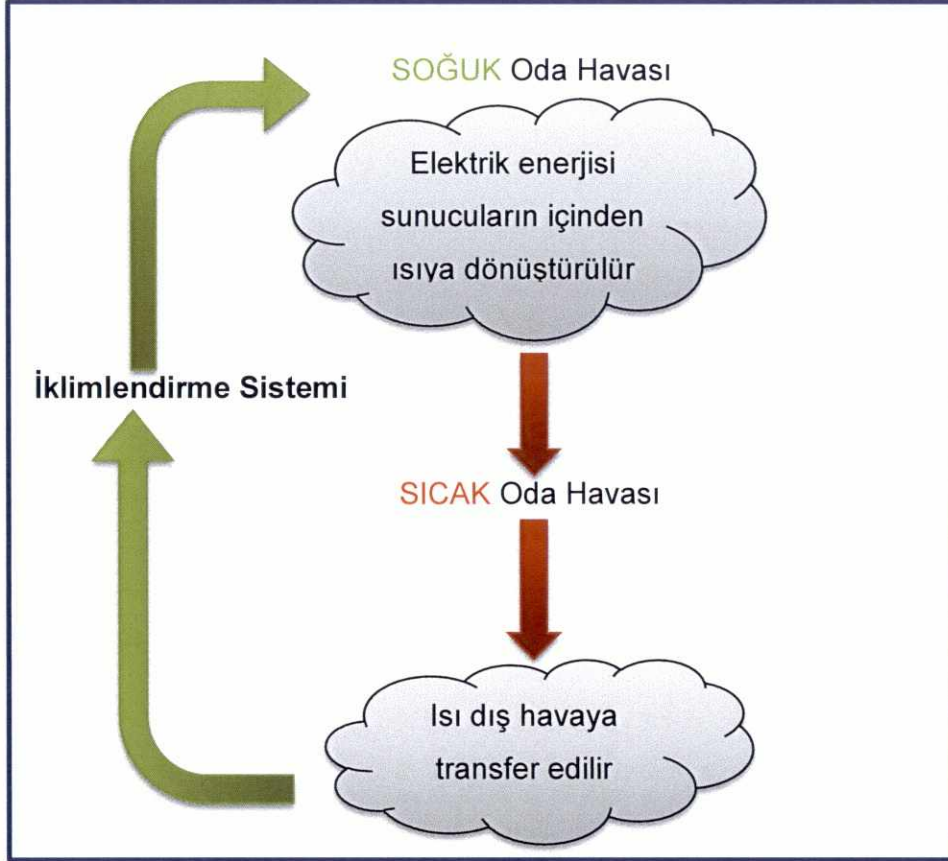 SOĞUK Oda Havası
Elektrik enerjisi
sunucuların içinden
ısıya dönüştürülür
İklimlendirme Sistemi
SICAK Oda Havası
Isı dış havaya
transfer edilir